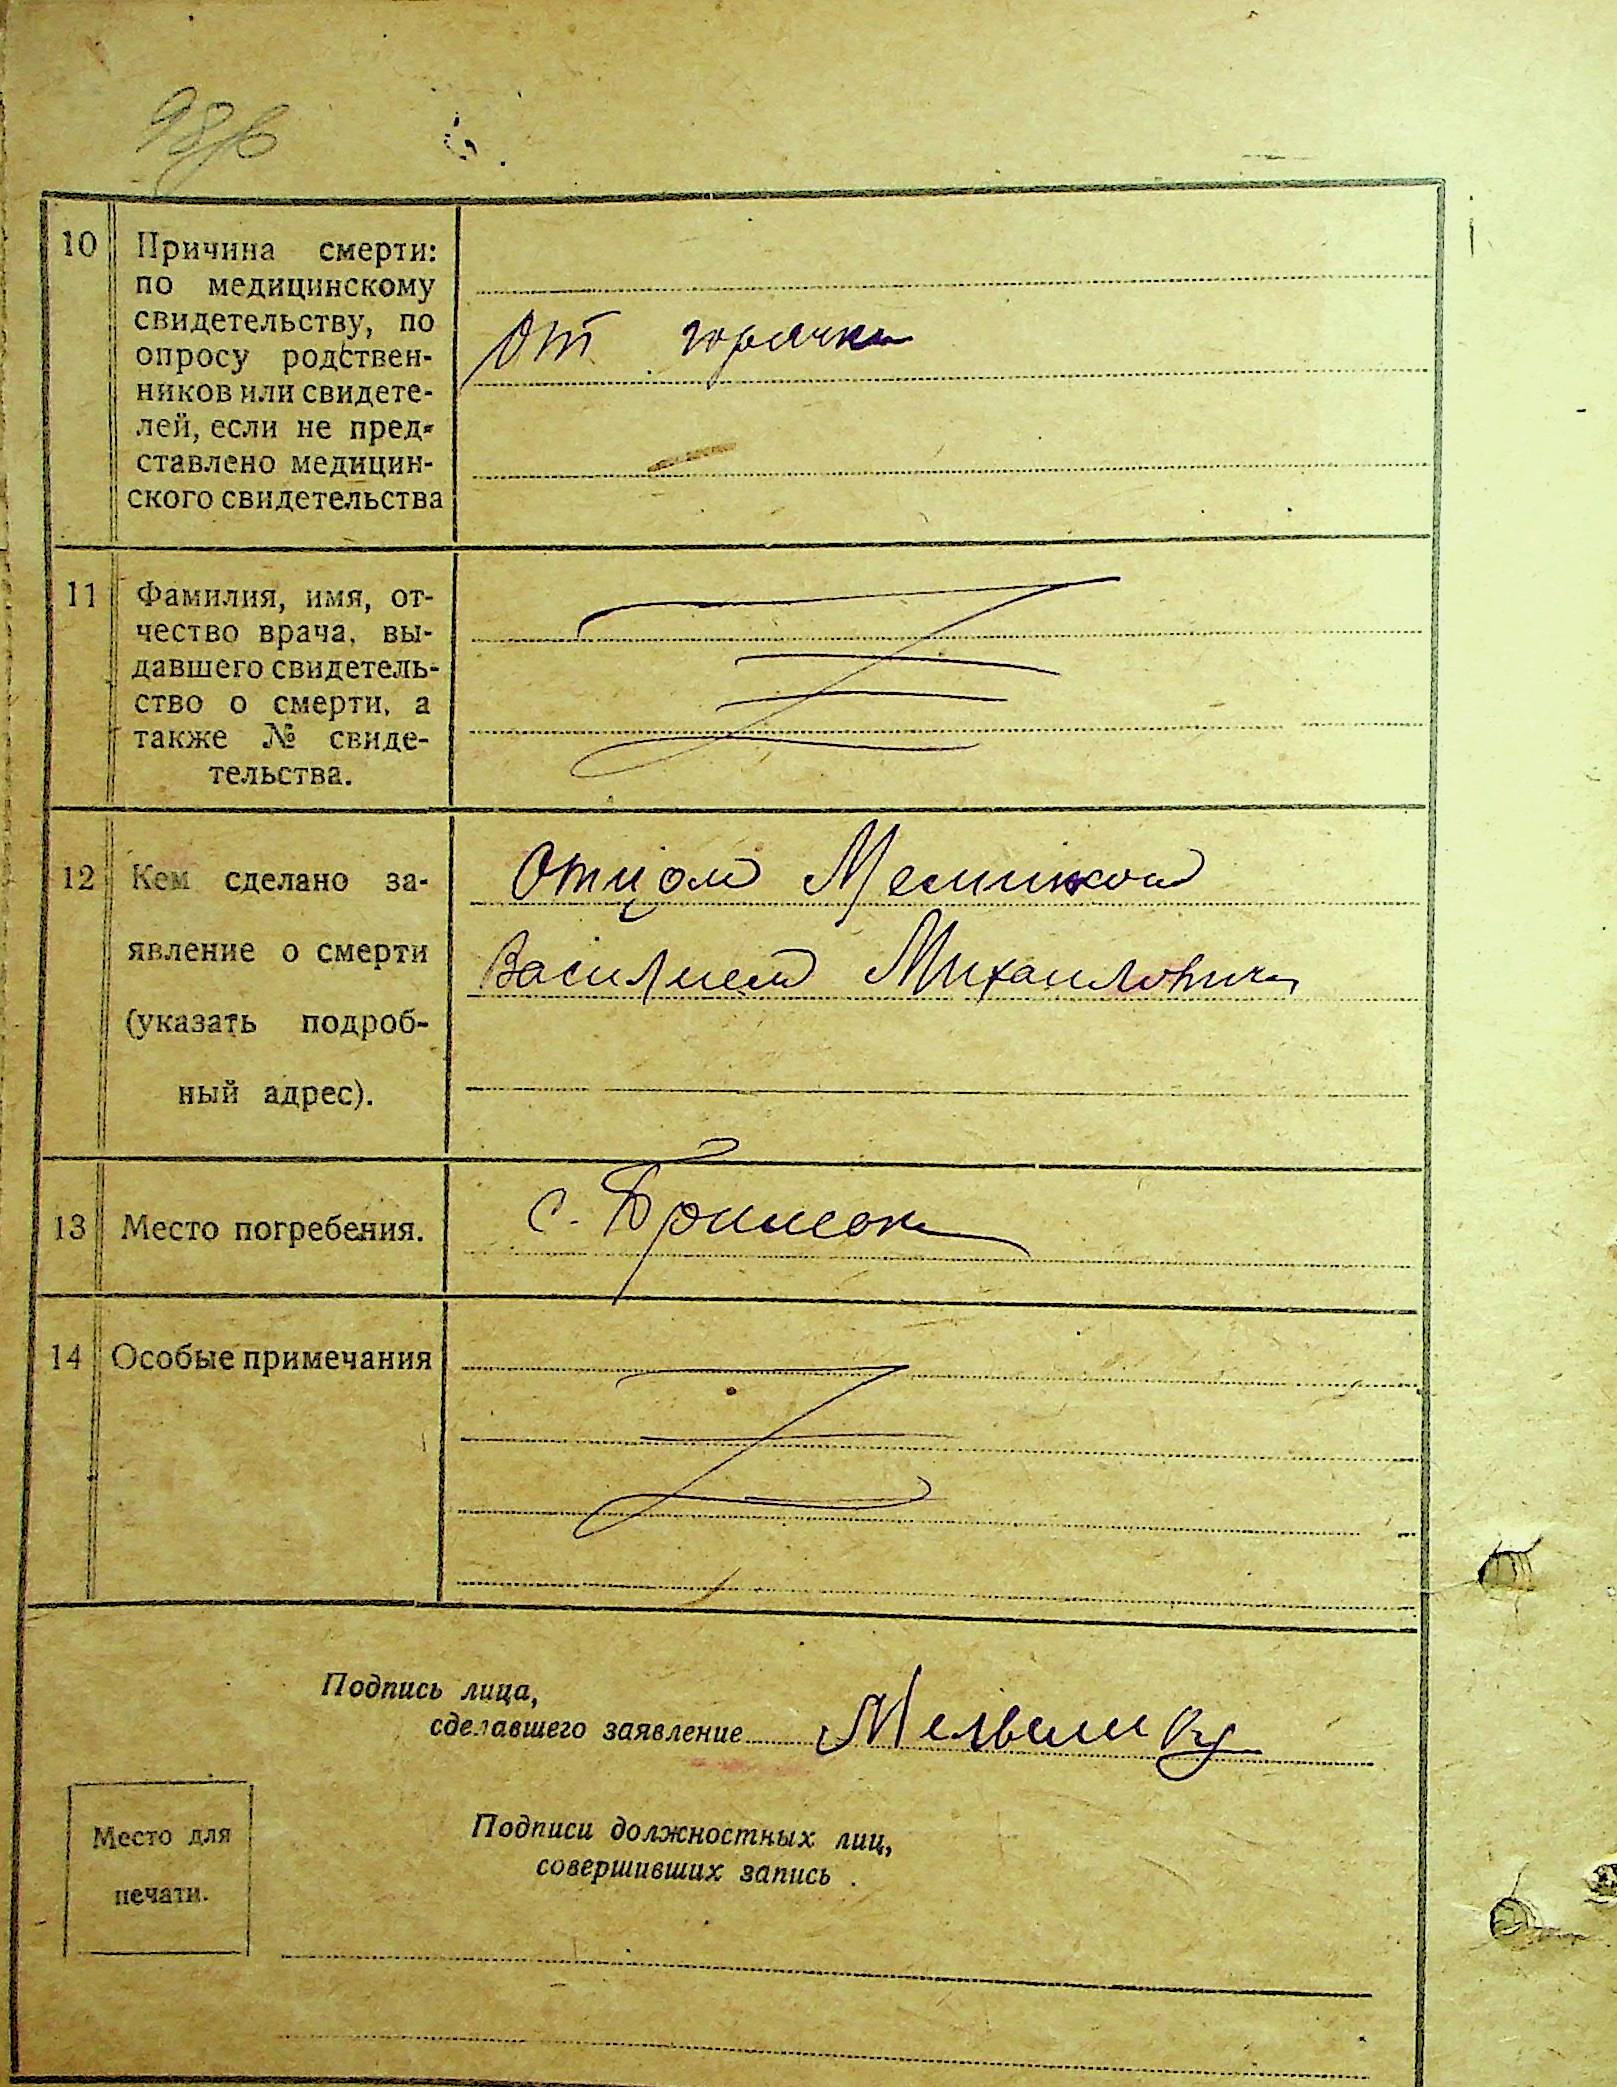 98
10 Причина смерти:
по медицинскому
свидетельству, по
опросу родствен-
ников или свидете-
лей, если не пред-
ставлено медицин-
ского свидетельства
от горячки
11 Фамилия, имя, от-
чество врача, вы-
давшего свидетель-
ство о смерти, а
также № свиде-
тельства.
12 Кем сделано за-
явление о смерти
(указать подроб-
ный адрес).
Отцом
Василием Михаилович
13 Место погребения.
с.
14 Особые примечания
Подпись лица,
сделавшего заявление
Место для
печати.
Подписи должностных лиц,
совершивших запись.